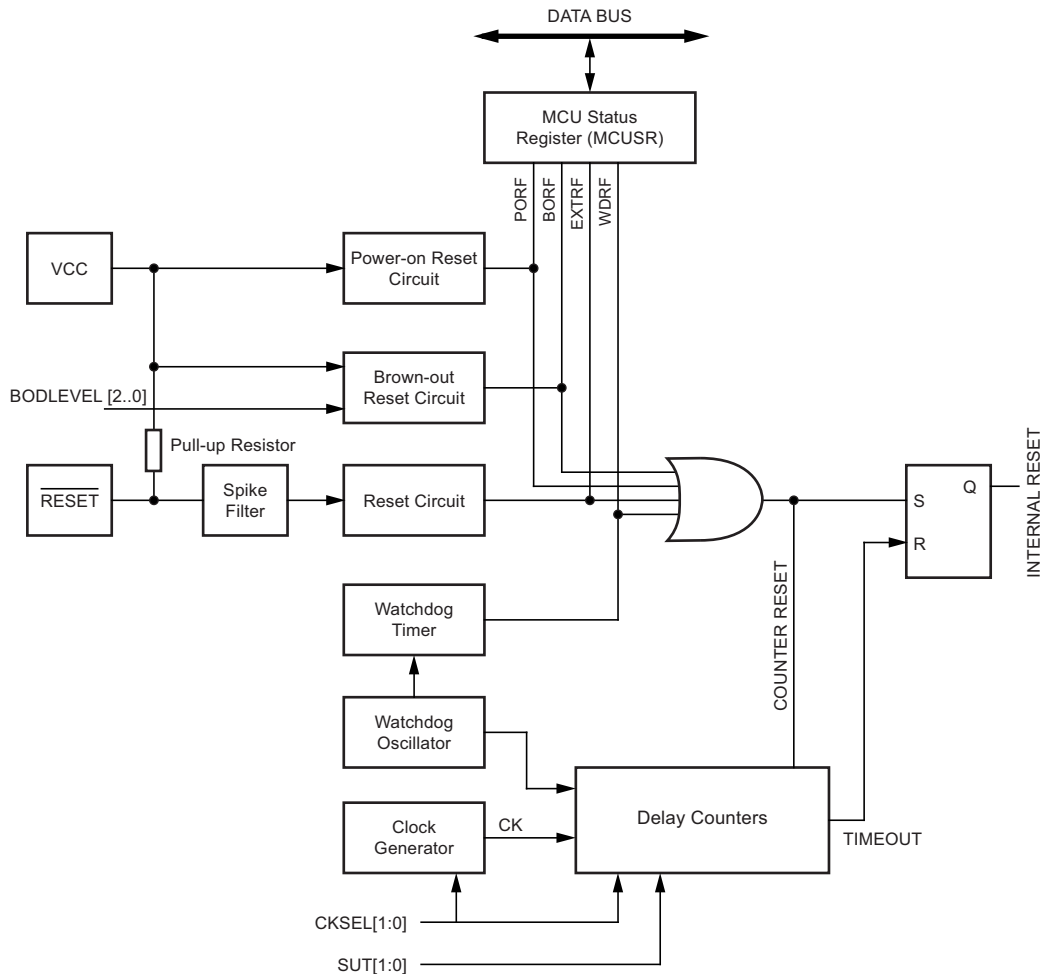 DATA BUS
MCU Status
Register (MCUSR)
PORF
BORF
EXTRF
WDRF
VCC
Power-on Reset
Circuit
Brown-out
Reset Circuit
BODLEVEL [2..0]
Pull-up Resistor
RESET
Spike
Filter
Reset Circuit
S
Q
R
INTERNAL RESET
Watchdog
Timer
COUNTER RESET
Watchdog
Oscillator
Clock
Generator
CK
Delay Counters
TIMEOUT
CKSEL[1:0]
SUT[1:0]